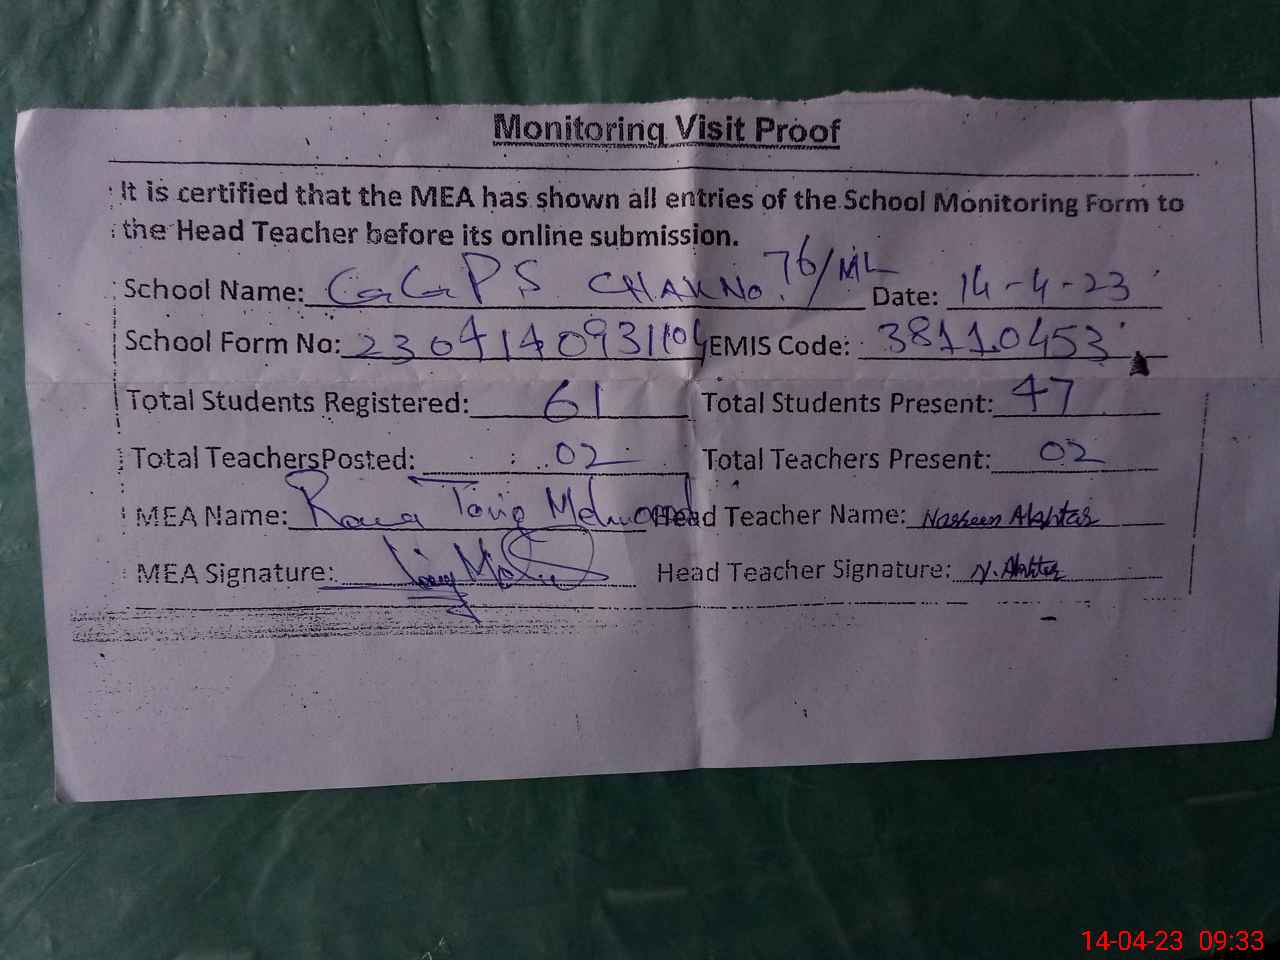 Monitoring Visit Proof
It is certified that the MEA has shown all entries of the School Monitoring Form to
the Head Teacher before its online submission.
School Name: GGPS CHAK No. 76/ML Date: 14-4-23
School Form No: 2304140931104 EMIS Code: 38110453
Total Students Registered: 61 Total Students Present: 47
Total Teachers Posted: 02 Total Teachers Present: 02
MEA Name: Rana Tariq Mehmood Head Teacher Name: Nasreen Akhtar
MEA Signature: Head Teacher Signature: N. Akhtar
14-04-23 09:33